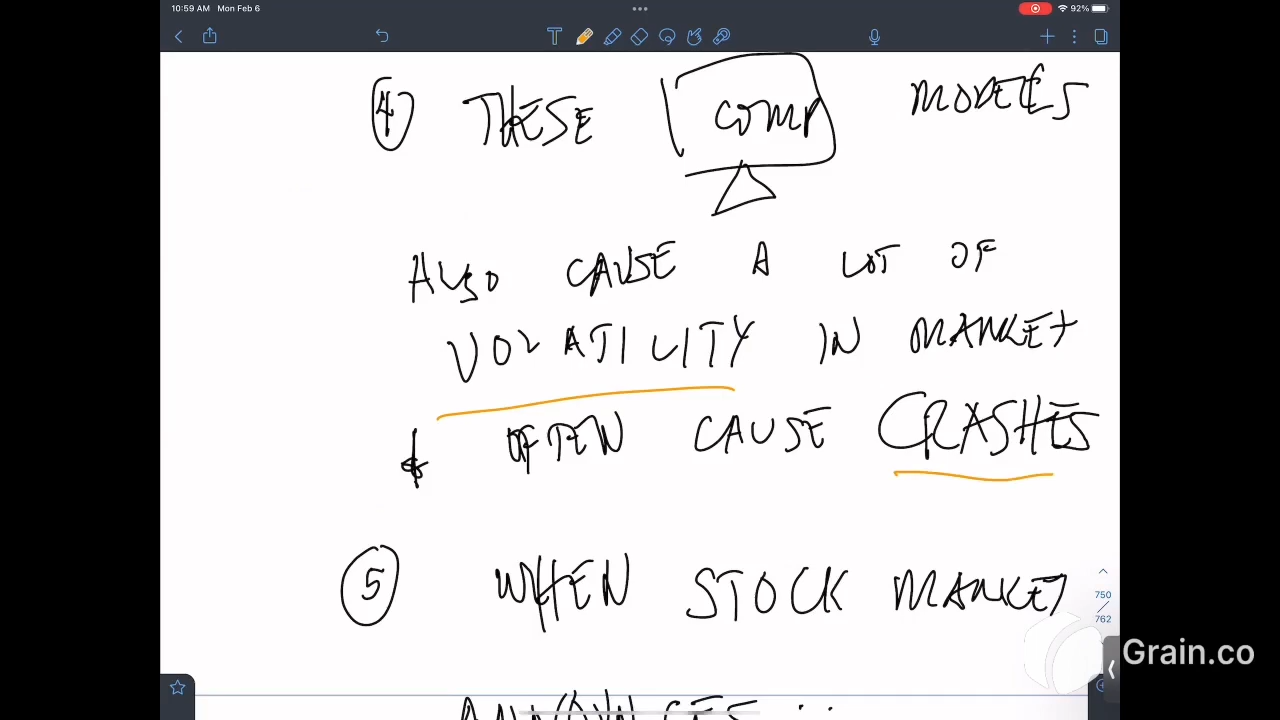 10:59 AM Mon Feb 6
92%
4 THESE COMP MODELS
ALSO CAUSE A LOT OF
VOLATILITY IN MARKET
& OFTEN CAUSE CRASHES
5 WHEN STOCK MARKET
750
762
Grain.co
ANNOUNCES ..